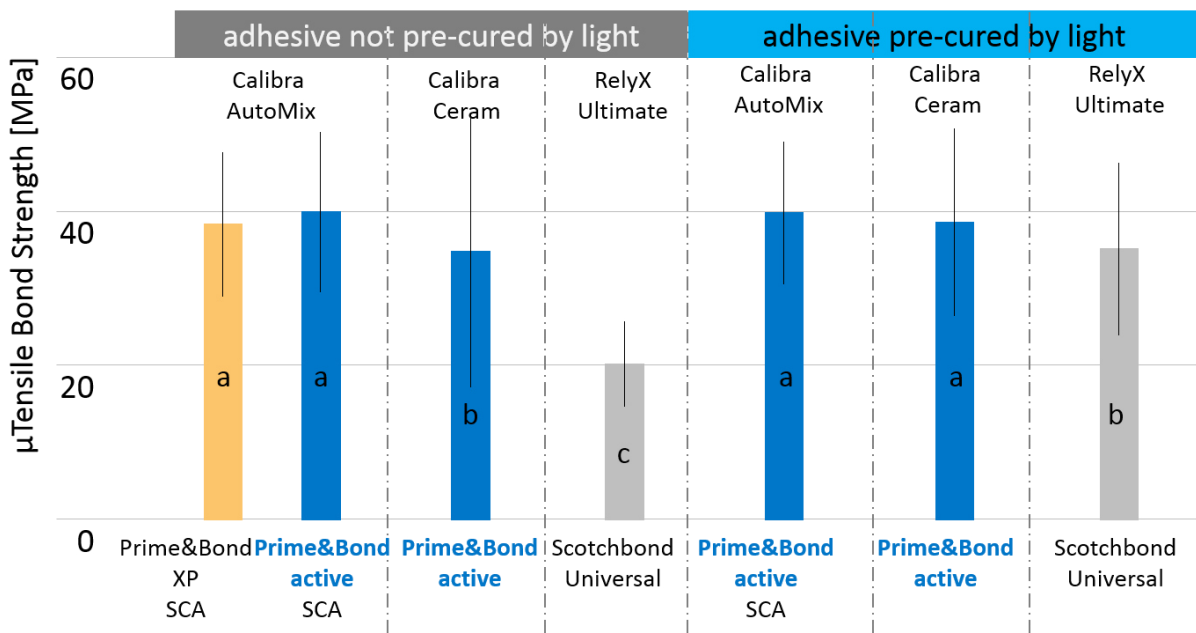 adhesive not pre-cured by light
adhesive pre-cured by light
µTensile Bond Strength [MPa]
60
40
20
0
Calibra
AutoMix
Calibra
Ceram
RelyX
Ultimate
Calibra
AutoMix
Calibra
Ceram
RelyX
Ultimate
a
a
b
c
a
a
b
Prime&Bond
XP
SCA
Prime&Bond
active
SCA
Prime&Bond
active
Scotchbond
Universal
Prime&Bond
active
SCA
Prime&Bond
active
Scotchbond
Universal